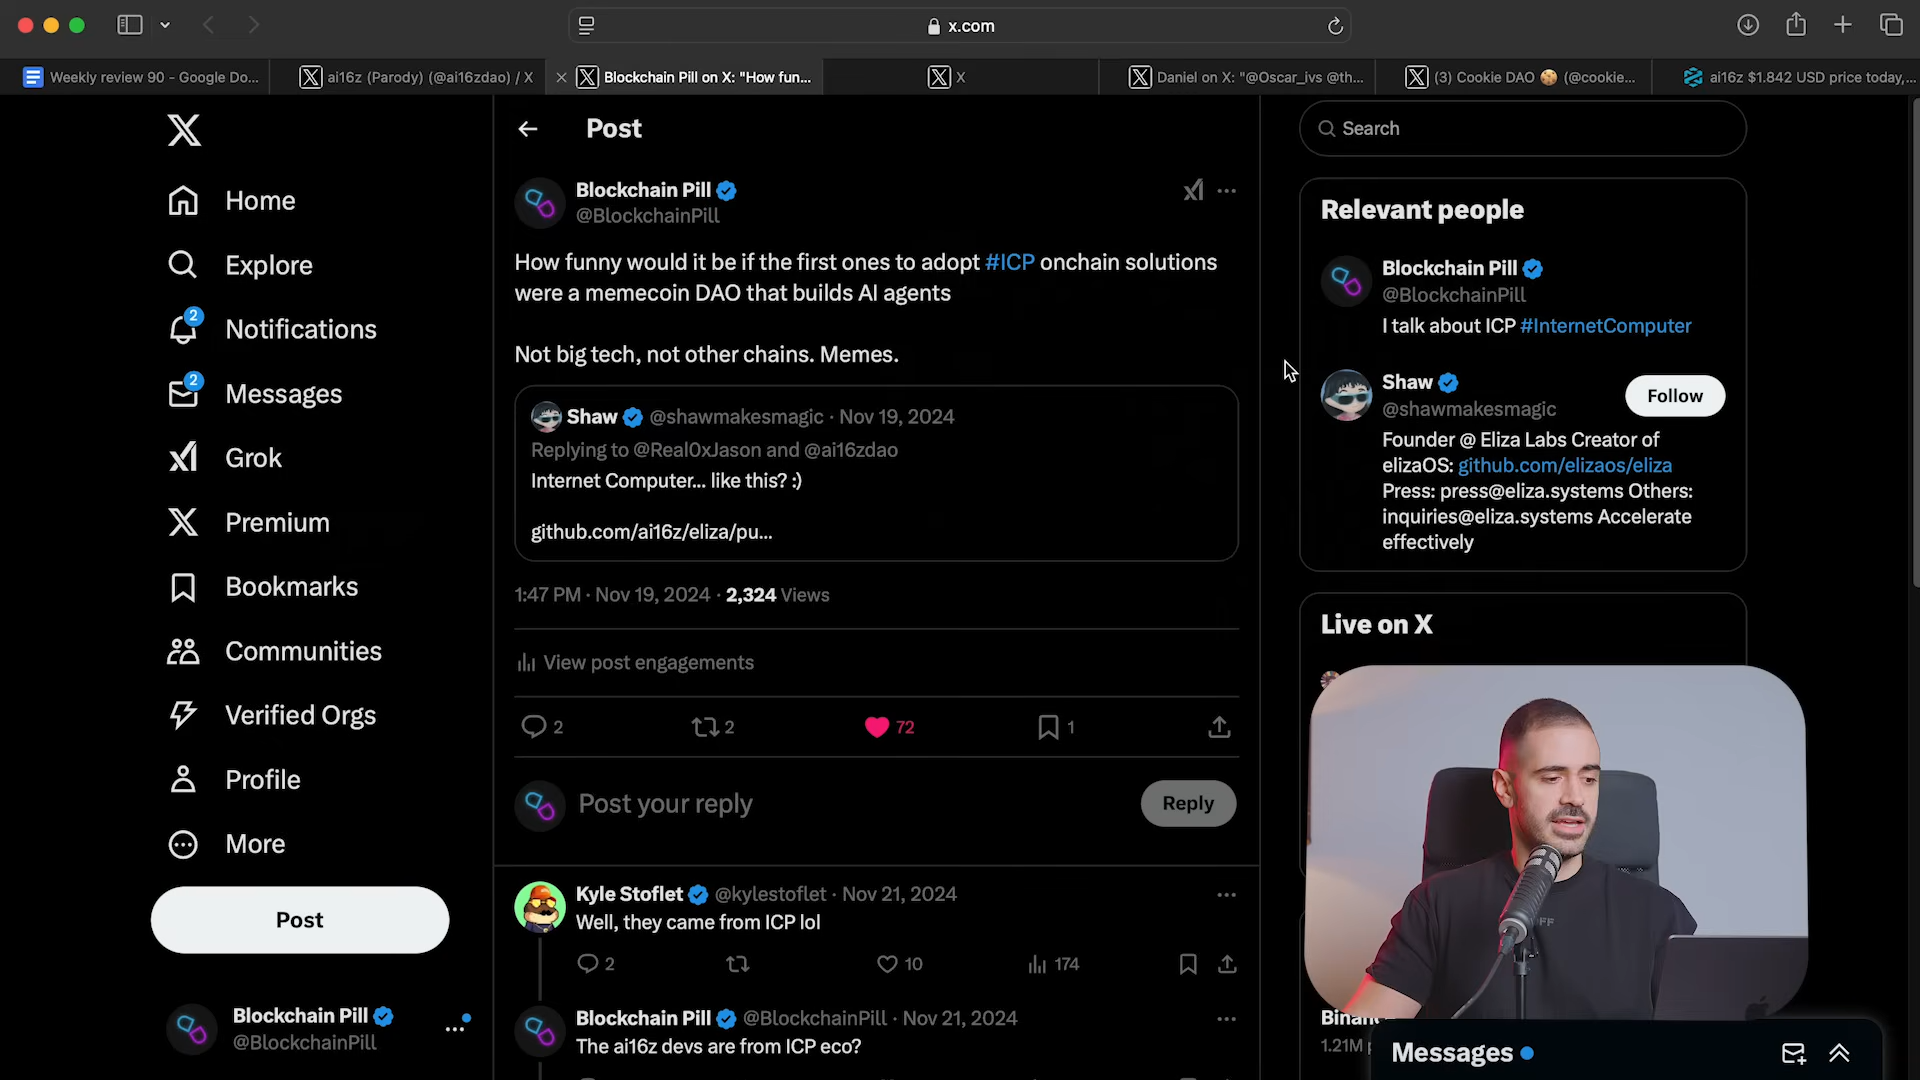 x.com
Weekly review 90 - Google Do...
ai16z (Parody) (@ai16zdao) / X
Blockchain Pill on X: "How fun...
X
Daniel on X: "@Oscar_ivs @th...
(3) Cookie DAO 🍪 (@cookie...
ai16z $1.842 USD price today,...
Home
Explore
2
Notifications
2
Messages
Grok
Premium
Bookmarks
Communities
Verified Orgs
Profile
More
Post
Blockchain Pill
@BlockchainPill
Post
Blockchain Pill
@BlockchainPill
How funny would it be if the first ones to adopt #ICP onchain solutions
were a memecoin DAO that builds AI agents
Not big tech, not other chains. Memes.
Shaw @shawmakesmagic · Nov 19, 2024
Replying to @Real0xJason and @ai16zdao
Internet Computer... like this? :)
github.com/ai16z/eliza/pu...
1:47 PM · Nov 19, 2024 · 2,324 Views
View post engagements
2 2 72 1
Post your reply
Reply
Kyle Stoflet @kylestoflet · Nov 21, 2024
Well, they came from ICP lol
2 10 174
Blockchain Pill @BlockchainPill · Nov 21, 2024
The ai16z devs are from ICP eco?
Search
Relevant people
Blockchain Pill
@BlockchainPill
I talk about ICP #InternetComputer
Shaw
@shawmakesmagic
Follow
Founder @ Eliza Labs Creator of
elizaOS: github.com/elizaos/eliza
Press: press@eliza.systems Others:
inquiries@eliza.systems Accelerate
effectively
Live on X
1.21M
Messages